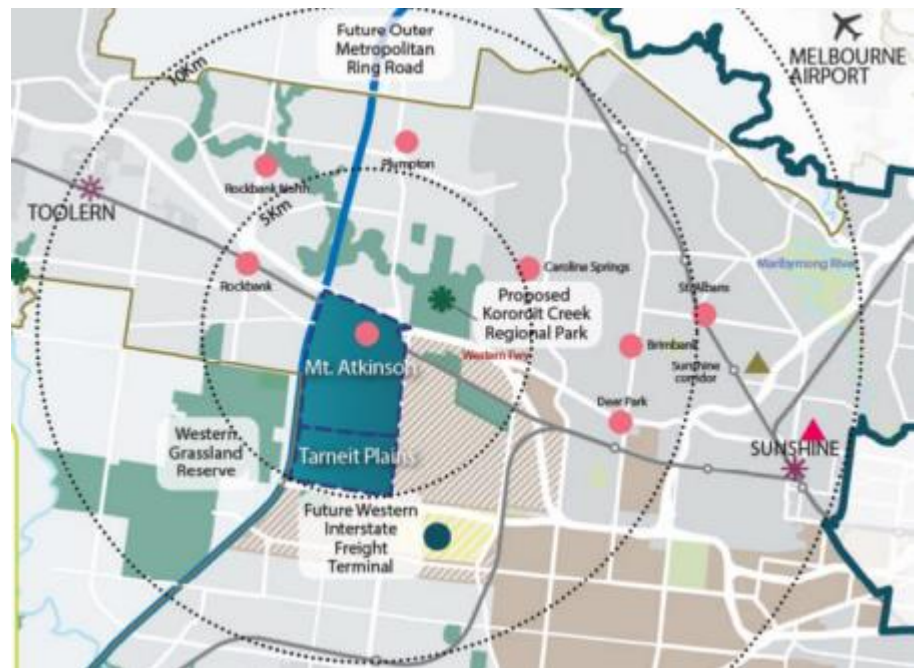 Future Outer
Metropolitan
Ring Road
MELBOURNE
AIRPORT
10Km
Plympton
Rockbank North
TOOLERN
5Km
Rockbank
Caroline Springs
Maribyrnong River
Proposed
Kororoit Creek
Regional Park
St Albans
Mt. Atkinson
Western Fwy
Brimbank
Sunshine
corridor
Deer Park
Western
Grassland
Reserve
Tarneit Plains
SUNSHINE
Future Western
Interstate
Freight
Terminal